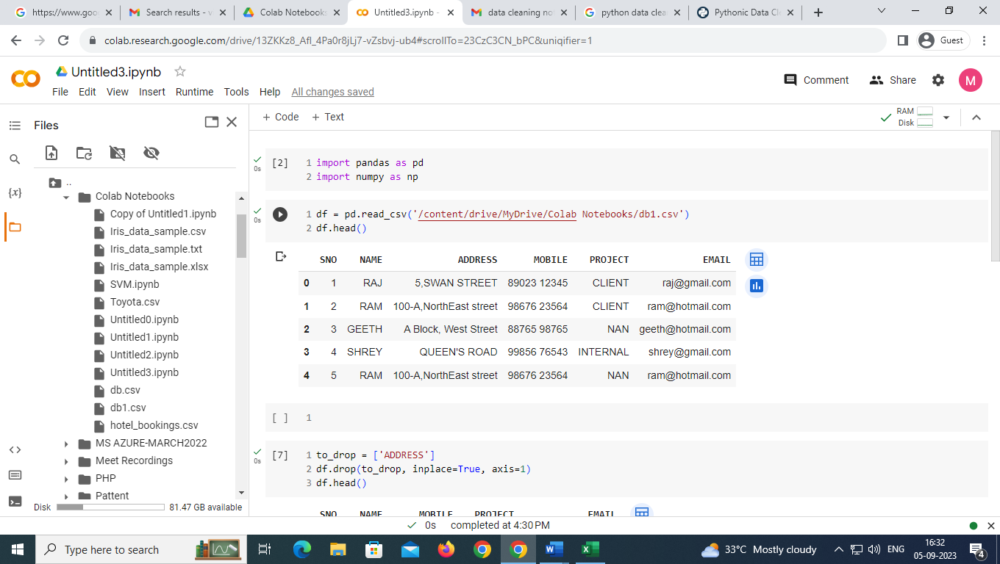 https://www.goo
Search results - v
Colab Notebooks
Untitled3.ipynb -
data cleaning no
python data clea
Pythonic Data Cl
colab.research.google.com/drive/13ZKKz8_Afl_4Pa0r8jLj7-vZsbvj-ub4#scrollTo=23CzC3CN_bPC&uniqifier=1
Guest
Untitled3.ipynb
File Edit View Insert Runtime Tools Help All changes saved
Comment
Share
M
Files
+ Code + Text
RAM
Disk
{x}
..
Colab Notebooks
Copy of Untitled1.ipynb
Iris_data_sample.csv
Iris_data_sample.txt
Iris_data_sample.xlsx
SVM.ipynb
Toyota.csv
Untitled0.ipynb
Untitled1.ipynb
Untitled2.ipynb
Untitled3.ipynb
db.csv
db1.csv
hotel_bookings.csv
MS AZURE-MARCH2022
Meet Recordings
PHP
Pattent
Disk 81.47 GB available
0s
[2]
1 import pandas as pd
2 import numpy as np
0s
1 df = pd.read_csv('/content/drive/MyDrive/Colab Notebooks/db1.csv')
2 df.head()
SNO NAME ADDRESS MOBILE PROJECT EMAIL
0 1 RAJ 5,SWAN STREET 89023 12345 CLIENT raj@gmail.com
1 2 RAM 100-A,NorthEast street 98676 23564 CLIENT ram@hotmail.com
2 3 GEETH A Block, West Street 88765 98765 NAN geeth@hotmail.com
3 4 SHREY QUEEN'S ROAD 99856 76543 INTERNAL shrey@gmail.com
4 5 RAM 100-A,NorthEast street 98676 23564 NAN ram@hotmail.com
[ ] 1
0s
[7]
1 to_drop = ['ADDRESS']
2 df.drop(to_drop, inplace=True, axis=1)
3 df.head()
SNO NAME MOBILE PROJECT EMAIL
0s completed at 4:30 PM
Type here to search
33°C Mostly cloudy
ENG
16:32
05-09-2023
4